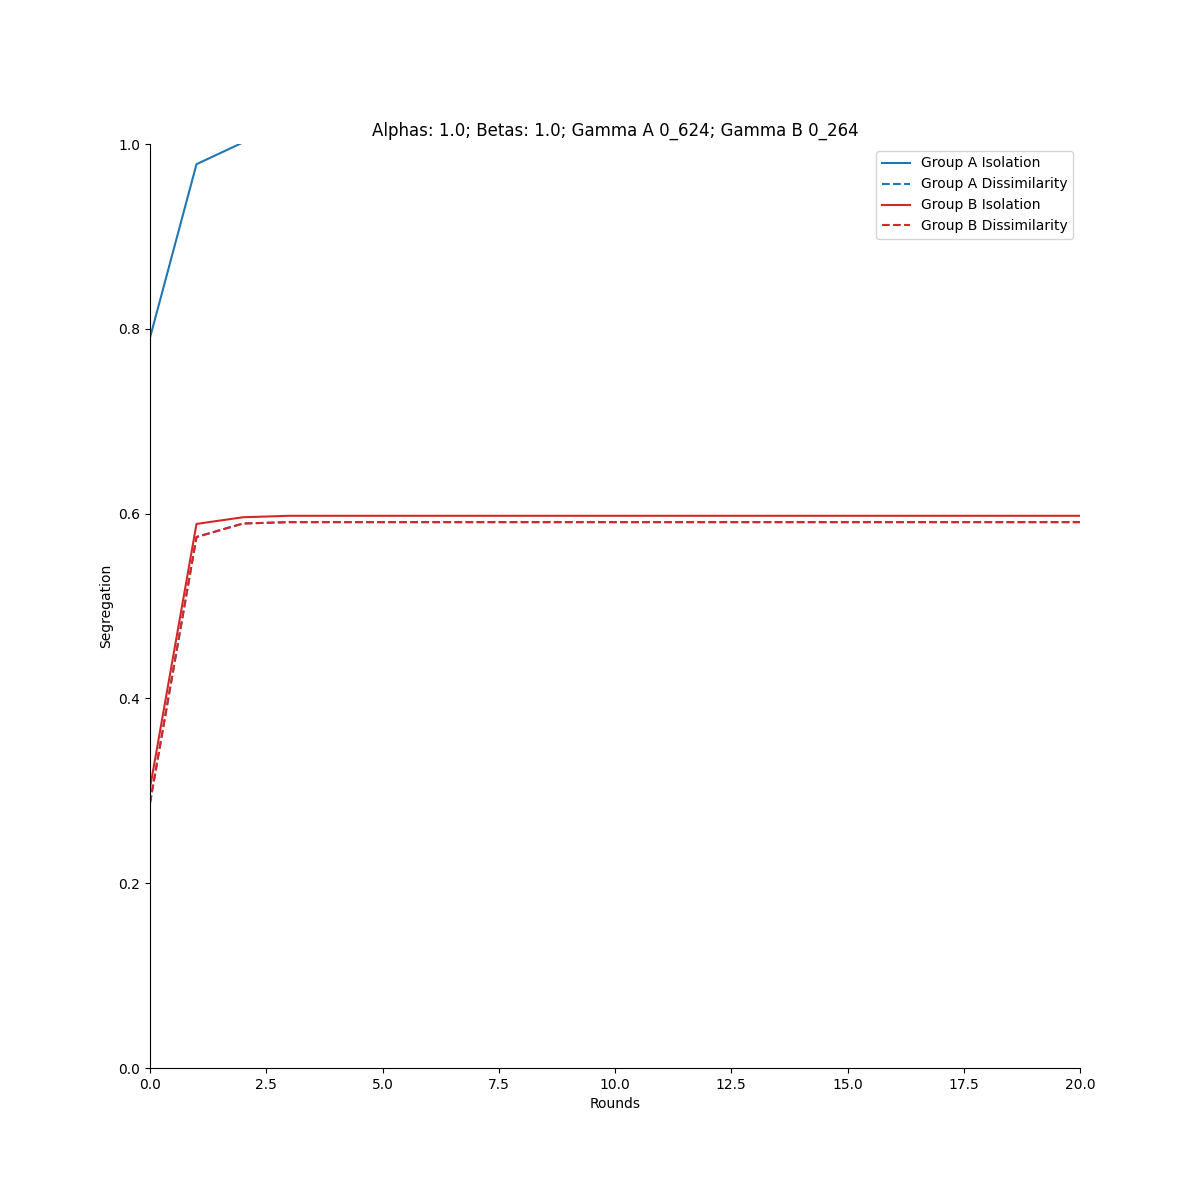 Alphas: 1.0; Betas: 1.0; Gamma A 0_624; Gamma B 0_264
Group A Isolation
Group A Dissimilarity
Group B Isolation
Group B Dissimilarity
1.0
0.8
0.6
0.4
0.2
0.0
Segregation
0.0 2.5 5.0 7.5 10.0 12.5 15.0 17.5 20.0
Rounds